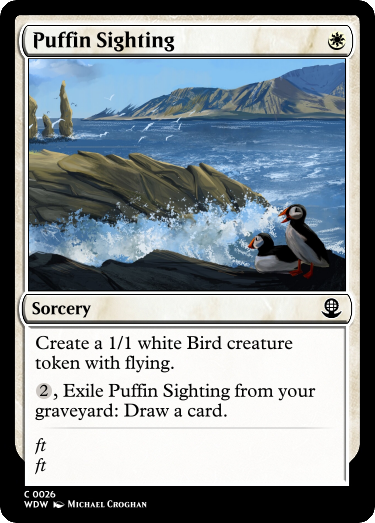 Puffin Sighting
Sorcery
Create a 1/1 white Bird creature
token with flying.
2, Exile Puffin Sighting from your
graveyard: Draw a card.
ft
ft
C 0026
WDW Michael Croghan